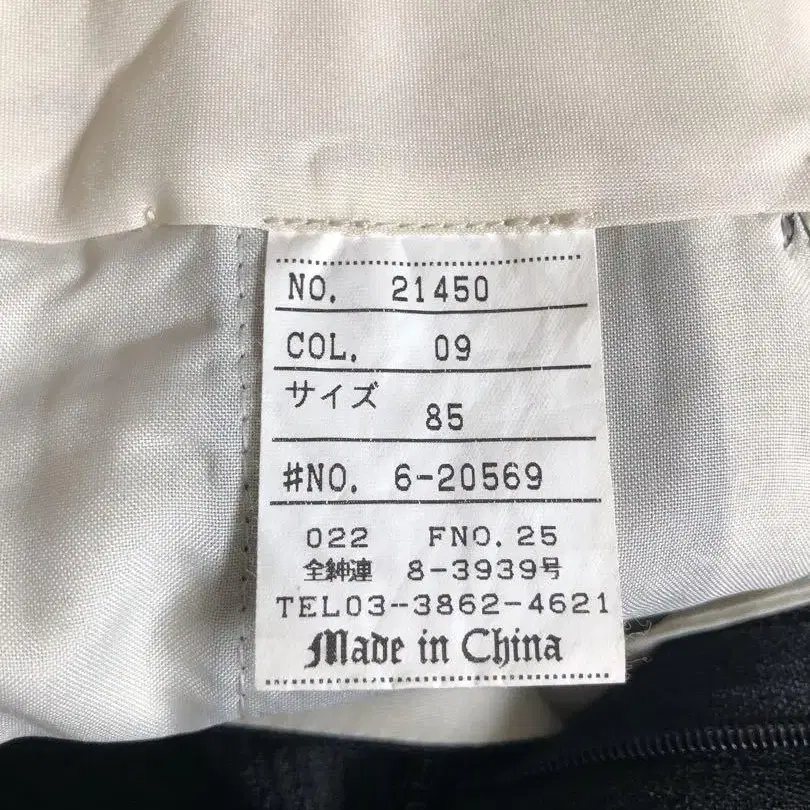 NO. 21450
COL. 09
サイズ 85
#NO. 6-20569
022 FNO.25
全紳連 8-3939号
TEL03-3862-4621
Made in China